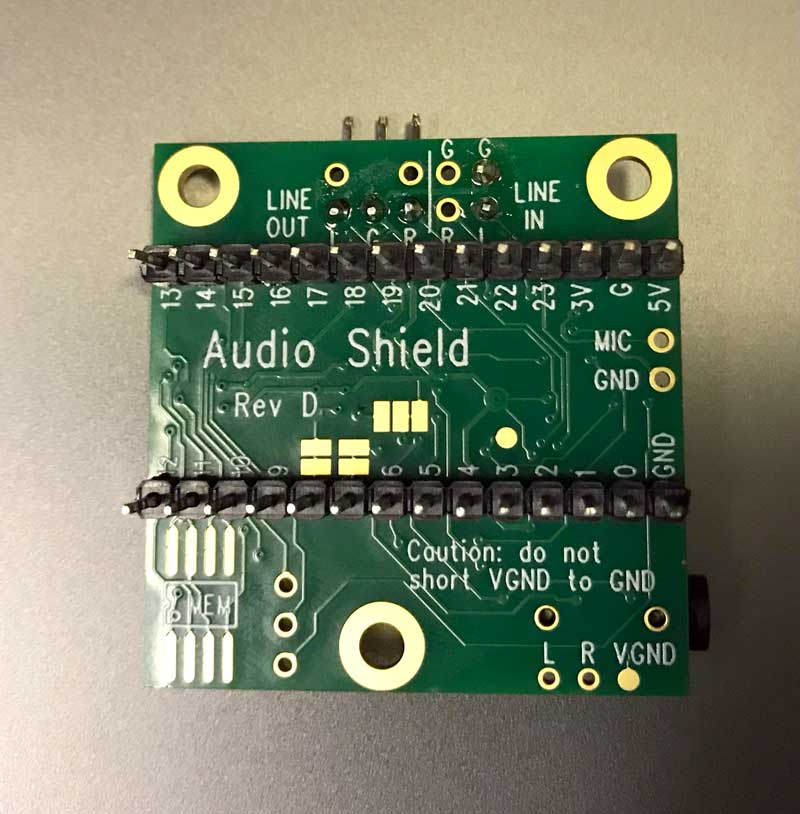 G G
LINE OUT
LINE IN
L G R R L
13 14 15 16 17 18 19 20 21 22 23 3V G 5V
Audio Shield
MIC
GND
Rev D
12 11 10 9 6 5 4 3 2 1 0 GND
Caution: do not
short VGND to GND
MEM
L R VGND